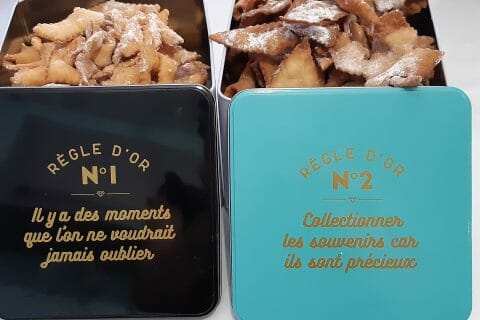 RÈGLE D'OR
N°1
Il y a des moments
que l'on ne voudrait
jamais oublier
RÈGLE D'OR
N°2
Collectionner
les souvenirs car
ils sont précieux